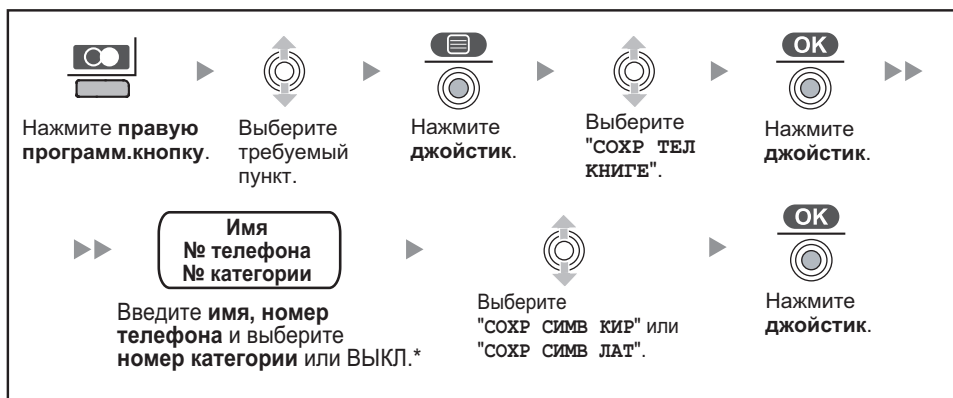 OK
OK
Нажмите правую
программ.кнопку.
Выберите
требуемый
пункт.
Нажмите
джойстик.
Выберите
"СОХР ТЕЛ
КНИГЕ".
Нажмите
джойстик.
Имя
№ телефона
№ категории
Введите имя, номер
телефона и выберите
номер категории или ВЫКЛ.*
Выберите
"СОХР СИМВ КИР" или
"СОХР СИМВ ЛАТ".
Нажмите
джойстик.